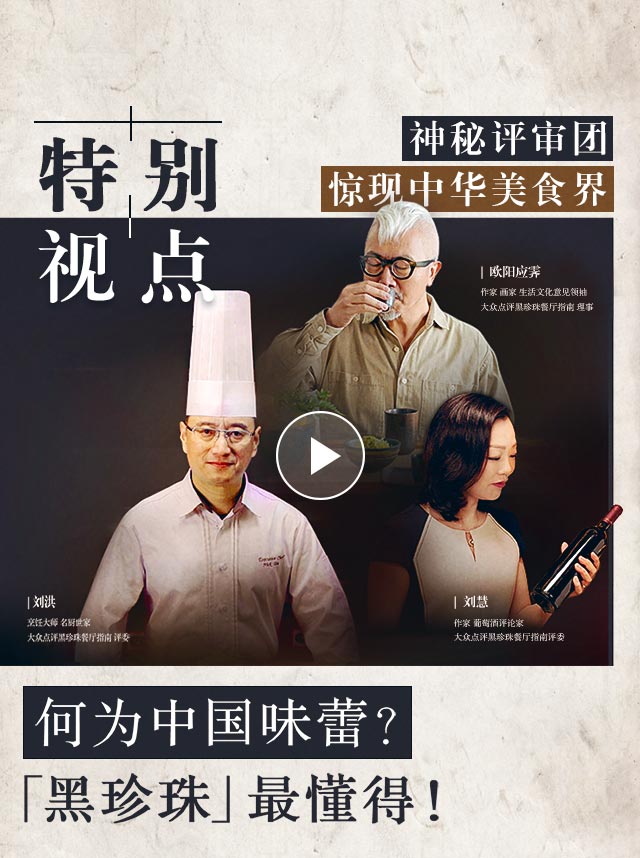 特别
视点
神秘评审团
惊现中华美食界
欧阳应霁
作家 画家 生活文化意见领袖
大众点评黑珍珠餐厅指南 理事
刘洪
烹饪大师 名厨世家
大众点评黑珍珠餐厅指南 评委
刘慧
作家 葡萄酒评论家
大众点评黑珍珠餐厅指南评委
何为中国味蕾？
「黑珍珠」最懂得！